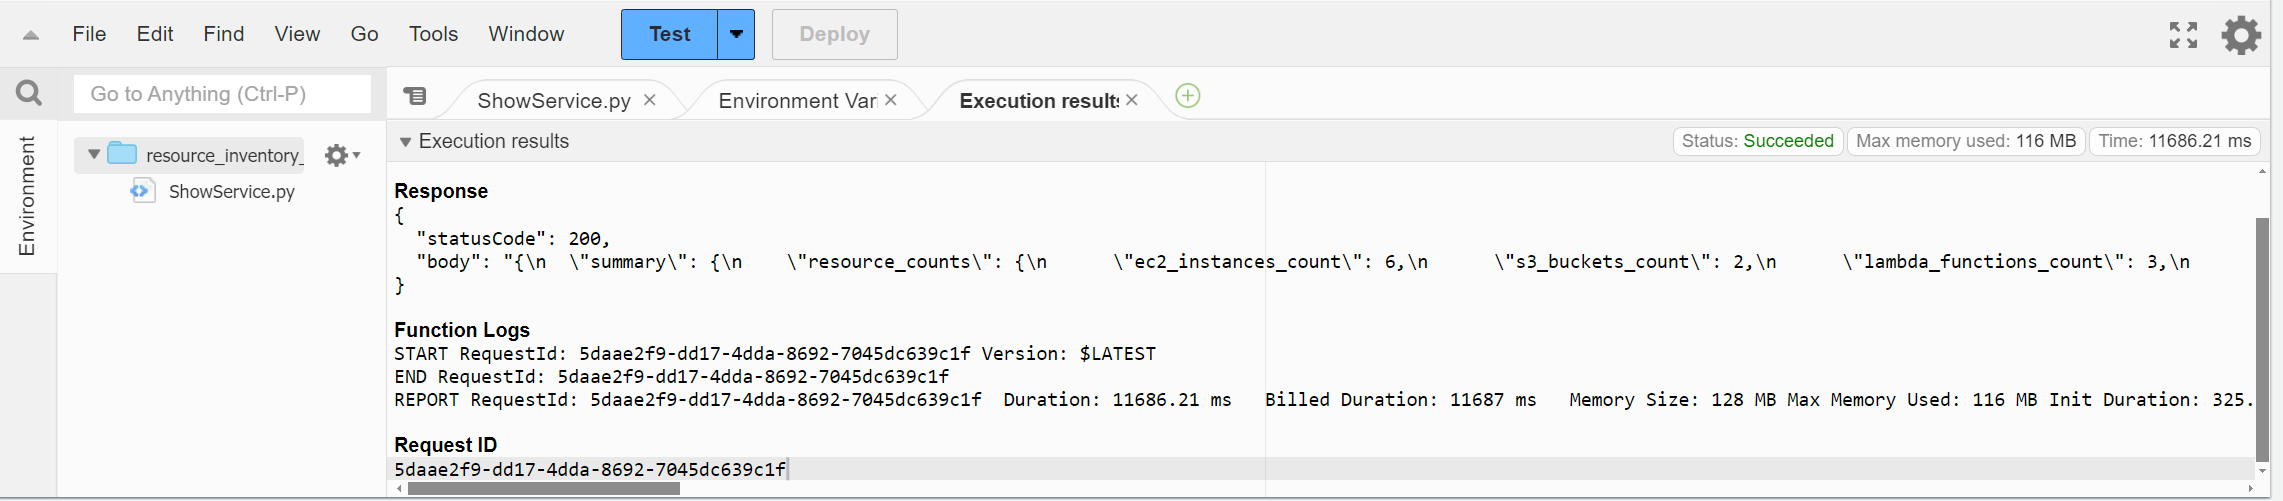 File Edit Find View Go Tools Window Test Deploy
Go to Anything (Ctrl-P)
ShowService.py
Environment Vari
Execution results
Environment
resource_inventory_
ShowService.py
Execution results
Status: Succeeded
Max memory used: 116 MB
Time: 11686.21 ms
Response
{
  "statusCode": 200,
  "body": "{\n  \"summary\": {\n    \"resource_counts\": {\n      \"ec2_instances_count\": 6,\n      \"s3_buckets_count\": 2,\n      \"lambda_functions_count\": 3,\n
}
Function Logs
START RequestId: 5daae2f9-dd17-4dda-8692-7045dc639c1f Version: $LATEST
END RequestId: 5daae2f9-dd17-4dda-8692-7045dc639c1f
REPORT RequestId: 5daae2f9-dd17-4dda-8692-7045dc639c1f  Duration: 11686.21 ms   Billed Duration: 11687 ms   Memory Size: 128 MB Max Memory Used: 116 MB Init Duration: 325.
Request ID
5daae2f9-dd17-4dda-8692-7045dc639c1f